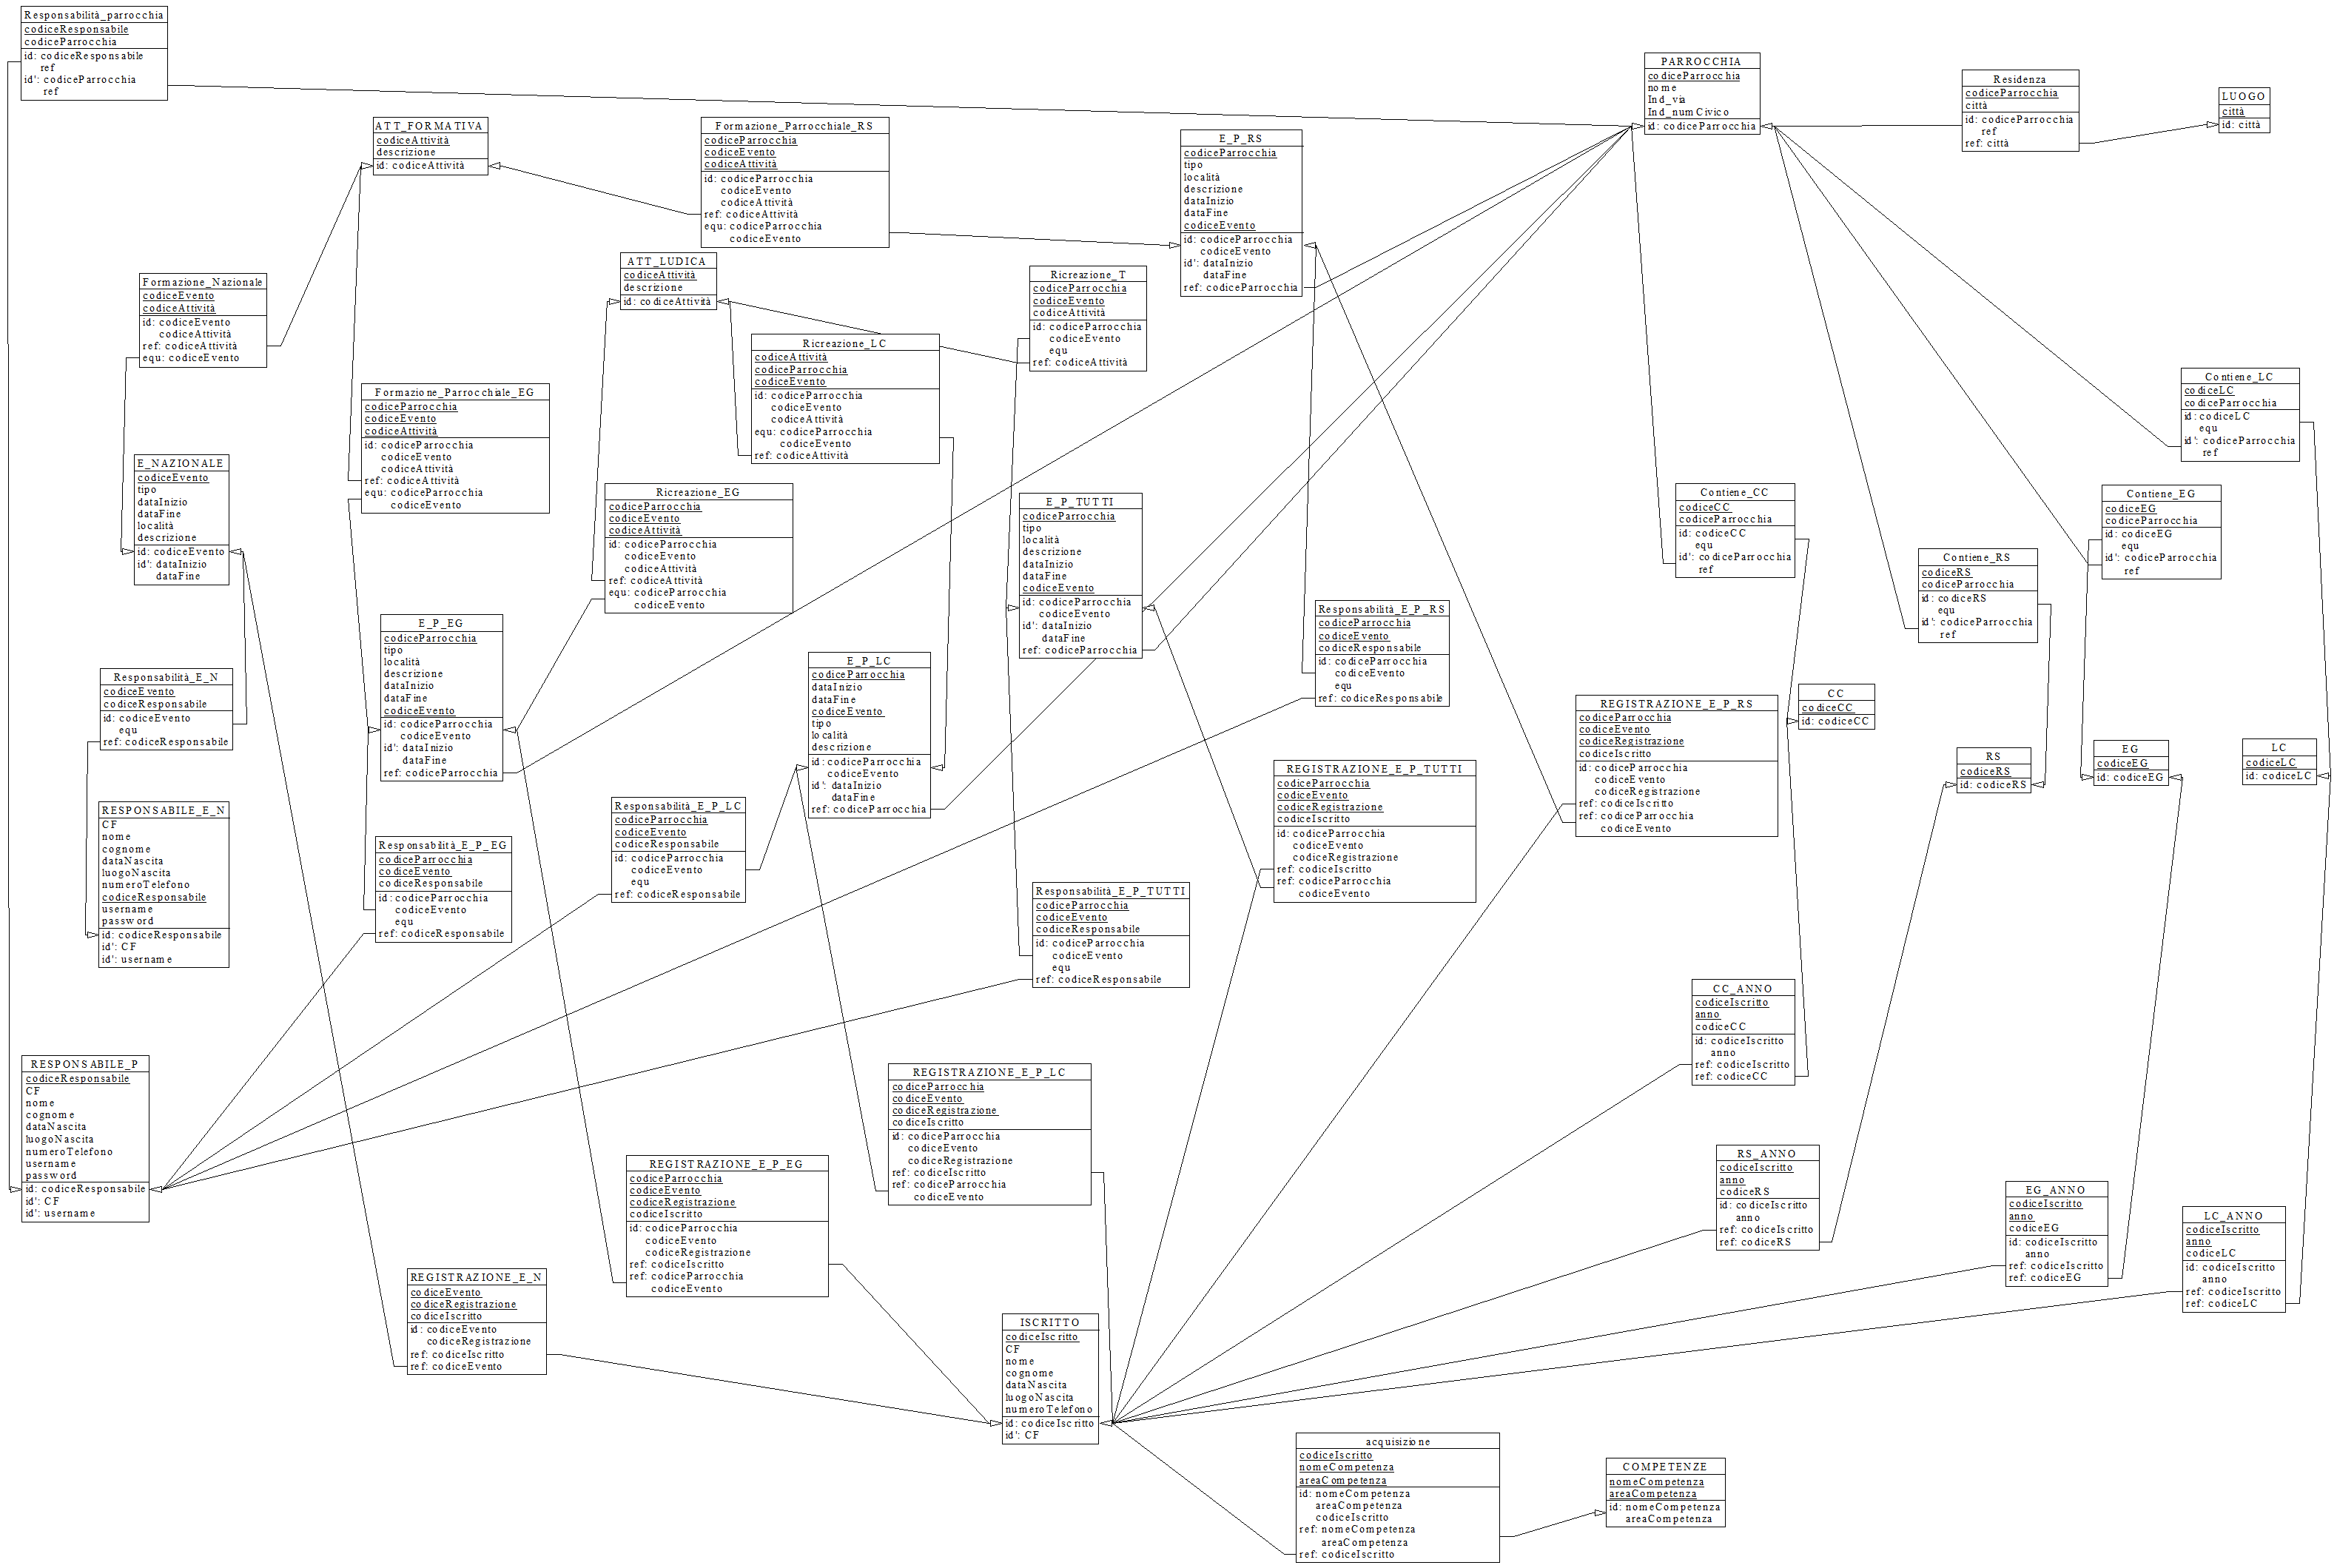 Responsabilità_parrocchia
codiceResponsabile
codiceParrocchia
id: codiceResponsabile
ref
id': codiceParrocchia
ref
PARROCCHIA
codiceParrocchia
nome
Ind_via
Ind_numCivico
id: codiceParrocchia
Residenza
codiceParrocchia
città
id: codiceParrocchia
ref
ref: città
LUOGO
città
id: città
ATT_FORMATIVA
codiceAttività
descrizione
id: codiceAttività
Formazione_Parrocchiale_RS
codiceParrocchia
codiceEvento
codiceAttività
id: codiceParrocchia
codiceEvento
codiceAttività
ref: codiceAttività
equ: codiceParrocchia
codiceEvento
E_P_RS
codiceParrocchia
tipo
località
descrizione
dataInizio
dataFine
codiceEvento
id: codiceParrocchia
codiceEvento
id': dataInizio
dataFine
ref: codiceParrocchia
ATT_LUDICA
codiceAttività
descrizione
id: codiceAttività
Ricreazione_T
codiceParrocchia
codiceEvento
codiceAttività
id: codiceParrocchia
codiceEvento
equ
ref: codiceAttività
Formazione_Nazionale
codiceEvento
codiceAttività
id: codiceEvento
codiceAttività
ref: codiceAttività
equ: codiceEvento
Ricreazione_LC
codiceAttività
codiceParrocchia
codiceEvento
id: codiceParrocchia
codiceEvento
codiceAttività
equ: codiceParrocchia
codiceEvento
ref: codiceAttività
Contiene_LC
codiceLC
codiceParrocchia
id: codiceLC
equ
id': codiceParrocchia
ref
Formazione_Parrocchiale_EG
codiceParrocchia
codiceEvento
codiceAttività
id: codiceParrocchia
codiceEvento
codiceAttività
ref: codiceAttività
equ: codiceParrocchia
codiceEvento
E_NAZIONALE
codiceEvento
tipo
dataInizio
dataFine
località
descrizione
id: codiceEvento
id': dataInizio
dataFine
Ricreazione_EG
codiceParrocchia
codiceEvento
codiceAttività
id: codiceParrocchia
codiceEvento
codiceAttività
ref: codiceAttività
equ: codiceParrocchia
codiceEvento
E_P_TUTTI
codiceParrocchia
tipo
località
descrizione
dataInizio
dataFine
codiceEvento
id: codiceParrocchia
codiceEvento
id': dataInizio
dataFine
ref: codiceParrocchia
Contiene_CC
codiceCC
codiceParrocchia
id: codiceCC
equ
id': codiceParrocchia
ref
Contiene_EG
codiceEG
codiceParrocchia
id: codiceEG
equ
id': codiceParrocchia
ref
Contiene_RS
codiceRS
codiceParrocchia
id: codiceRS
equ
id': codiceParrocchia
ref
E_P_EG
codiceParrocchia
tipo
località
descrizione
dataInizio
dataFine
codiceEvento
id: codiceParrocchia
codiceEvento
id': dataInizio
dataFine
ref: codiceParrocchia
Responsabilità_E_P_RS
codiceParrocchia
codiceEvento
codiceResponsabile
id: codiceParrocchia
codiceEvento
equ
ref: codiceResponsabile
E_P_LC
codiceParrocchia
dataInizio
dataFine
codiceEvento
tipo
località
descrizione
id: codiceParrocchia
codiceEvento
id': dataInizio
dataFine
ref: codiceParrocchia
Responsabilità_E_N
codiceEvento
codiceResponsabile
id: codiceEvento
equ
ref: codiceResponsabile
CC
codiceCC
id: codiceCC
REGISTRAZIONE_E_P_RS
codiceParrocchia
codiceEvento
codiceRegistrazione
codiceIscritto
id: codiceParrocchia
codiceEvento
codiceRegistrazione
ref: codiceIscritto
ref: codiceParrocchia
codiceEvento
RS
codiceRS
id: codiceRS
EG
codiceEG
id: codiceEG
LC
codiceLC
id: codiceLC
REGISTRAZIONE_E_P_TUTTI
codiceParrocchia
codiceEvento
codiceRegistrazione
codiceIscritto
id: codiceParrocchia
codiceEvento
codiceRegistrazione
ref: codiceIscritto
ref: codiceParrocchia
codiceEvento
RESPONSABILE_E_N
CF
nome
cognome
dataNascita
luogoNascita
numeroTelefono
codiceResponsabile
username
password
id: codiceResponsabile
id': CF
id': username
Responsabilità_E_P_LC
codiceParrocchia
codiceEvento
codiceResponsabile
id: codiceParrocchia
codiceEvento
equ
ref: codiceResponsabile
Responsabilità_E_P_EG
codiceParrocchia
codiceEvento
codiceResponsabile
id: codiceParrocchia
codiceEvento
equ
ref: codiceResponsabile
Responsabilità_E_P_TUTTI
codiceParrocchia
codiceEvento
codiceResponsabile
id: codiceParrocchia
codiceEvento
equ
ref: codiceResponsabile
CC_ANNO
codiceIscritto
anno
codiceCC
id: codiceIscritto
anno
ref: codiceIscritto
ref: codiceCC
RESPONSABILE_P
codiceResponsabile
CF
nome
cognome
dataNascita
luogoNascita
numeroTelefono
username
password
id: codiceResponsabile
id': CF
id': username
REGISTRAZIONE_E_P_LC
codiceParrocchia
codiceEvento
codiceRegistrazione
codiceIscritto
id: codiceParrocchia
codiceEvento
codiceRegistrazione
ref: codiceIscritto
ref: codiceParrocchia
codiceEvento
RS_ANNO
codiceIscritto
anno
codiceRS
id: codiceIscritto
anno
ref: codiceIscritto
ref: codiceRS
REGISTRAZIONE_E_P_EG
codiceParrocchia
codiceEvento
codiceRegistrazione
codiceIscritto
id: codiceParrocchia
codiceEvento
codiceRegistrazione
ref: codiceIscritto
ref: codiceParrocchia
codiceEvento
EG_ANNO
codiceIscritto
anno
codiceEG
id: codiceIscritto
anno
ref: codiceIscritto
ref: codiceEG
LC_ANNO
codiceIscritto
anno
codiceLC
id: codiceIscritto
anno
ref: codiceIscritto
ref: codiceLC
REGISTRAZIONE_E_N
codiceEvento
codiceRegistrazione
codiceIscritto
id: codiceEvento
codiceRegistrazione
ref: codiceIscritto
ref: codiceEvento
ISCRITTO
codiceIscritto
CF
nome
cognome
dataNascita
luogoNascita
numeroTelefono
id: codiceIscritto
id': CF
acquisizione
codiceIscritto
nomeCompetenza
areaCompetenza
id: nomeCompetenza
areaCompetenza
codiceIscritto
ref: nomeCompetenza
areaCompetenza
ref: codiceIscritto
COMPETENZE
nomeCompetenza
areaCompetenza
id: nomeCompetenza
areaCompetenza